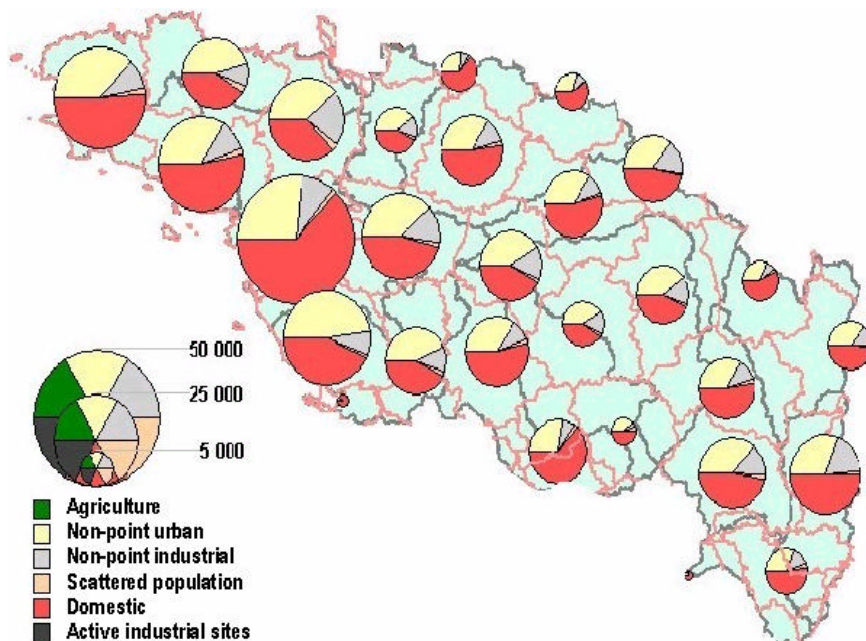 50 000
25 000
5 000
Agriculture
Non-point urban
Non-point industrial
Scattered population
Domestic
Active industrial sites